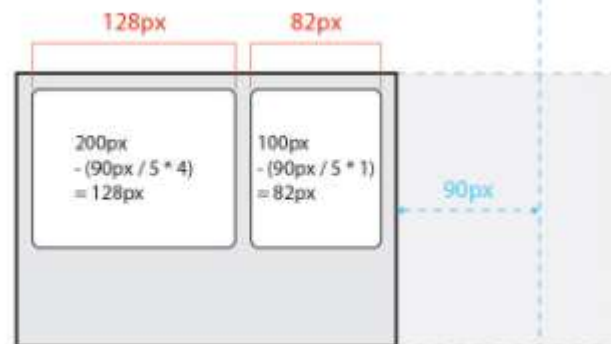 128px
82px
200px
- (90px / 5 * 4)
= 128px
100px
- (90px / 5 * 1)
= 82px
90px